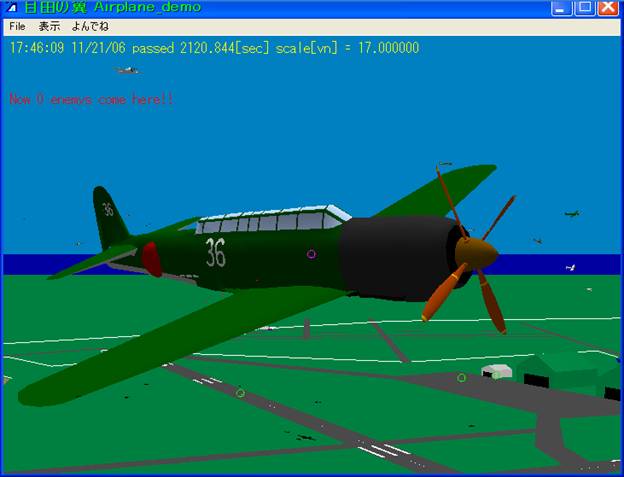 自由の翼 Airplane_demo
File 表示 よんでね
17:46:09 11/21/06 passed 2120.844[sec] scale[vn] = 17.000000
Now 0 enemys come here!!
36
36